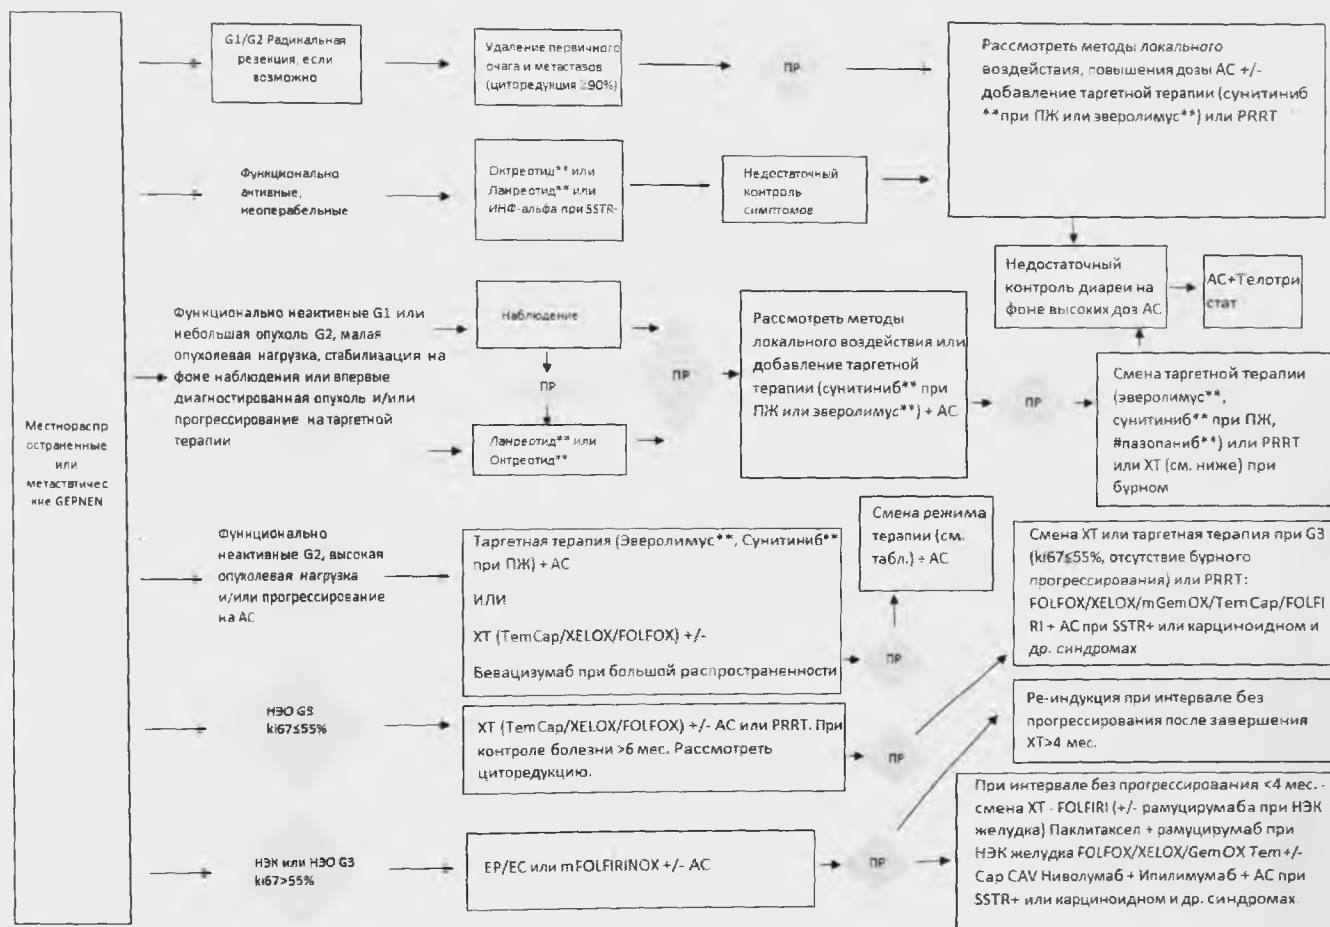 Местнораспр
остраненные
или
метастатичес
кие GEPNEN
G1/G2 Радикальная
резекция, если
возможно
Удаление первичного
очага и метастазов
(циторедукция ≥90%)
ПР
Рассмотреть методы локального
воздействия, повышения дозы АС +/-
добавление таргетной терапии (сунитиниб
**при ПЖ или эверолимус**) или PRRT
Функционально
активные,
неоперабельные
Октреотид** или
Ланреотид** или
ИНФ-альфа при SSTR-
Недостаточный
контроль
симптомов
Недостаточный
контроль диареи на
фоне высоких доз АС
АС+Телотри
стат
Функционально неактивные G1 или
небольшая опухоль G2, малая
опухолевая нагрузка, стабилизация на
фоне наблюдения или впервые
диагностированная опухоль и/или
прогрессирование на таргетной
терапии
Наблюдение
ПР
Ланреотид** или
Октреотид**
ПР
Рассмотреть методы
локального воздействия или
добавление таргетной
терапии (сунитиниб** при
ПЖ или эверолимус**) + АС
ПР
Смена таргетной терапии
(эверолимус**,
сунитиниб** при ПЖ,
#пазопаниб**) или PRRT
или ХТ (см. ниже) при
бурном
Функционально
неактивные G2, высокая
опухолевая нагрузка
и/или прогрессирование
на АС
Таргетная терапия (Эверолимус**, Сунитиниб**
при ПЖ) + АС
ИЛИ
ХТ (TemCap/XELOX/FOLFOX) +/-
Бевацизумаб при большой распространенности
ПР
Смена режима
терапии (см.
табл.) + АС
НЭО G3
ki67≤55%
ХТ (TemCap/XELOX/FOLFOX) +/- АС или PRRT. При
контроле болезни >6 мес. Рассмотреть
циторедукцию.
ПР
Смена ХТ или таргетная терапия при G3
(ki67≤55%, отсутствие бурного
прогрессирования) или PRRT:
FOLFOX/XELOX/mGemOX/TemCap/FOLFI
RI + АС при SSTR+ или карциноидном и
др. синдромах
НЭК или НЭО G3
ki67>55%
EP/EC или mFOLFIRINOX +/- АС
ПР
Ре-индукция при интервале без
прогрессирования после завершения
ХТ>4 мес.
При интервале без прогрессирования <4 мес. -
смена ХТ - FOLFIRI (+/- рамуцирумаба при НЭК
желудка) Паклитаксел + рамуцирумаб при
НЭК желудка FOLFOX/XELOX/GemOX Tem +/-
Cap CAV Ниволумаб + Ипилимумаб + АС при
SSTR+ или карциноидном и др. синдромах.